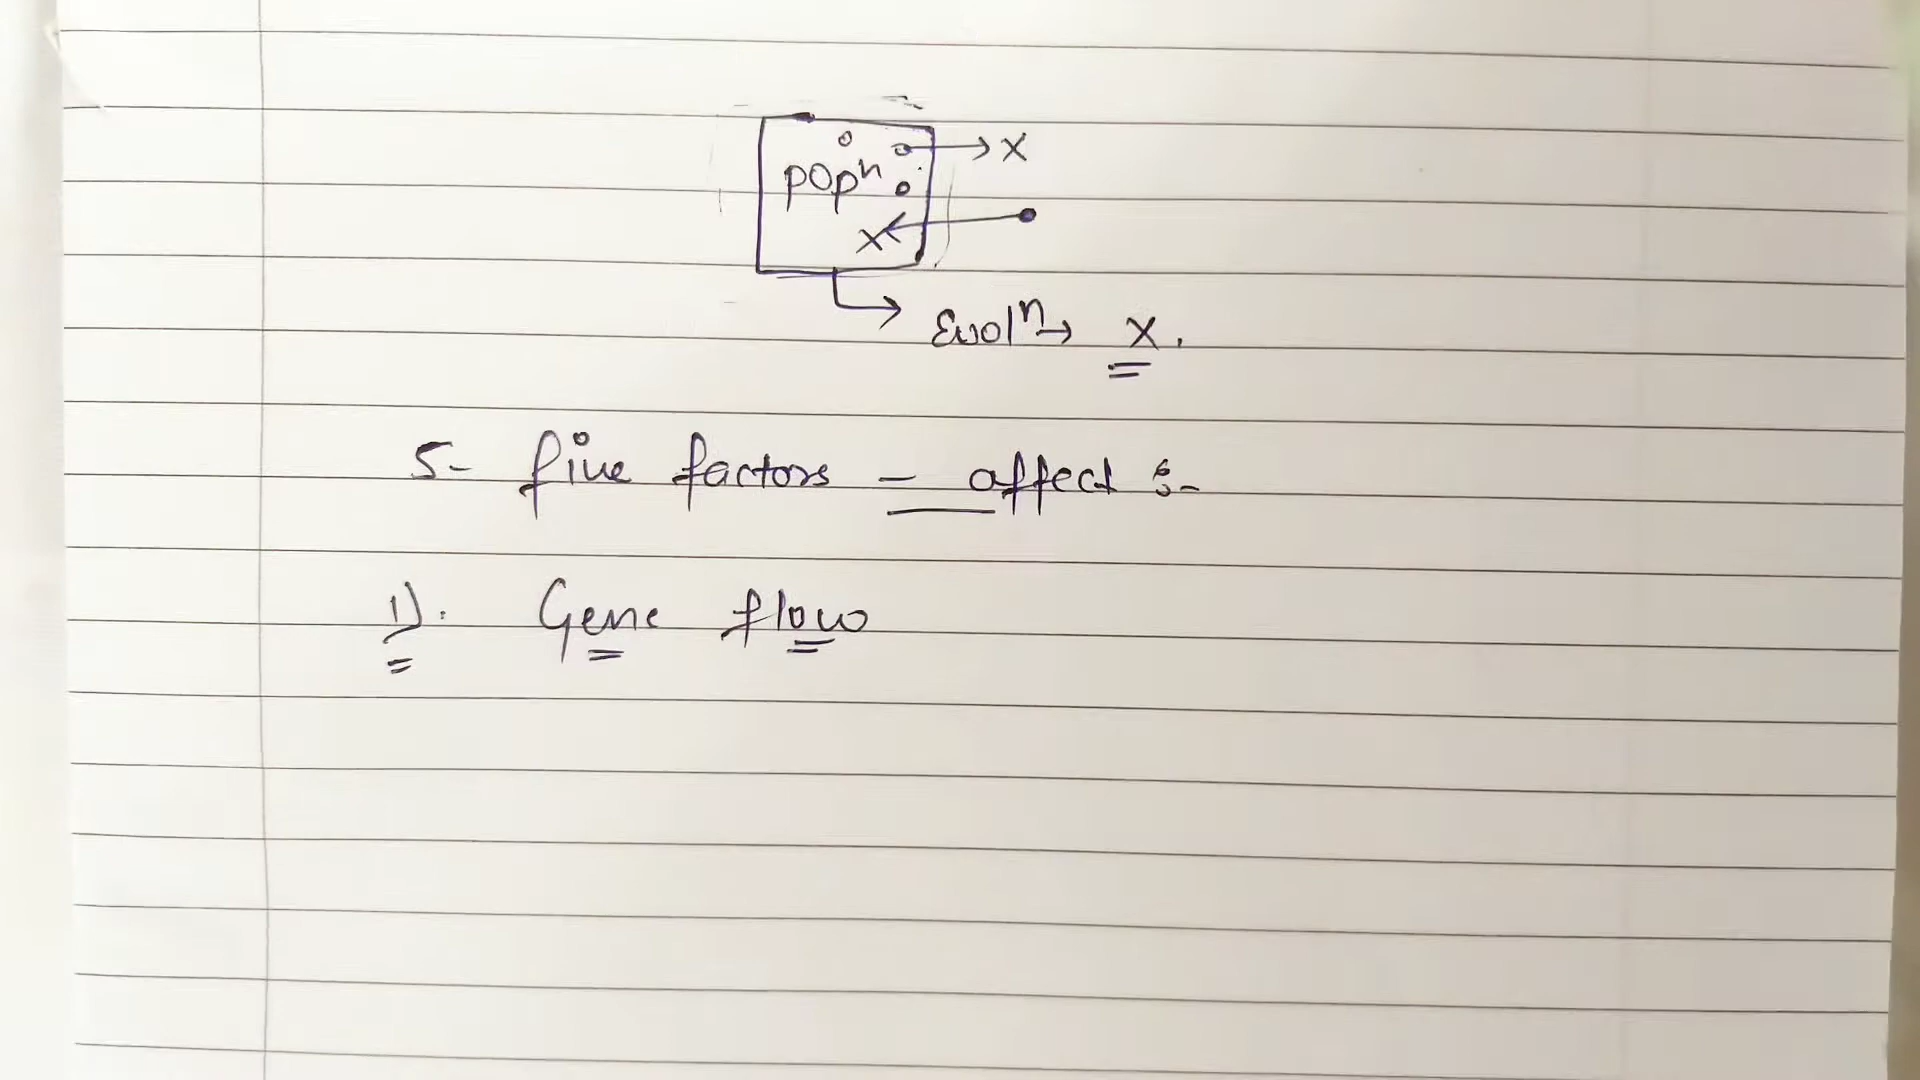 popⁿ → X
X ←
Evolⁿ → X.
5- five factors - affect :-
1). Gene flow